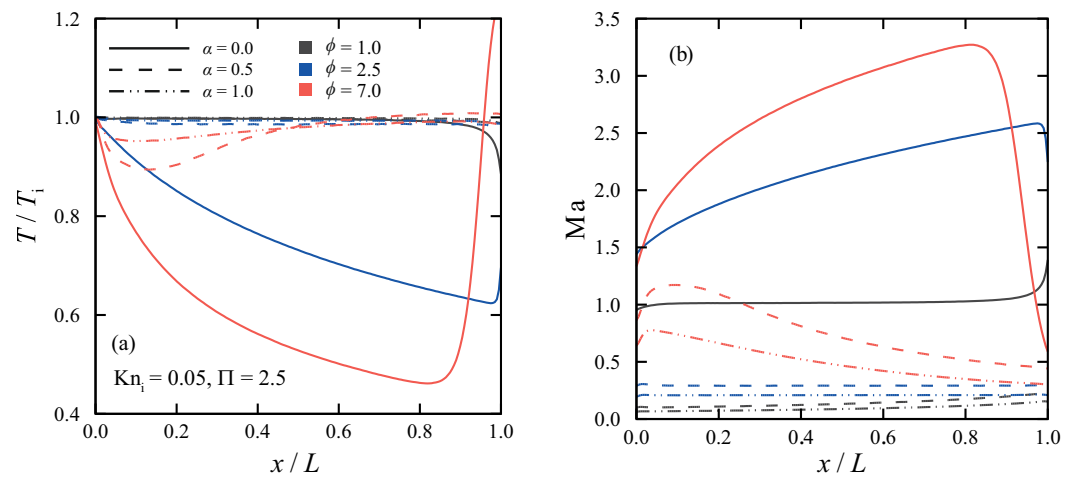 1.2
1.0
0.8
0.6
0.4
T / Tᵢ
α = 0.0
α = 0.5
α = 1.0
ϕ = 1.0
ϕ = 2.5
ϕ = 7.0
(a)
Knᵢ = 0.05, Π = 2.5
0.0 0.2 0.4 0.6 0.8 1.0
x / L
3.5
3.0
2.5
2.0
1.5
1.0
0.5
0.0
Ma
(b)
0.0 0.2 0.4 0.6 0.8 1.0
x / L